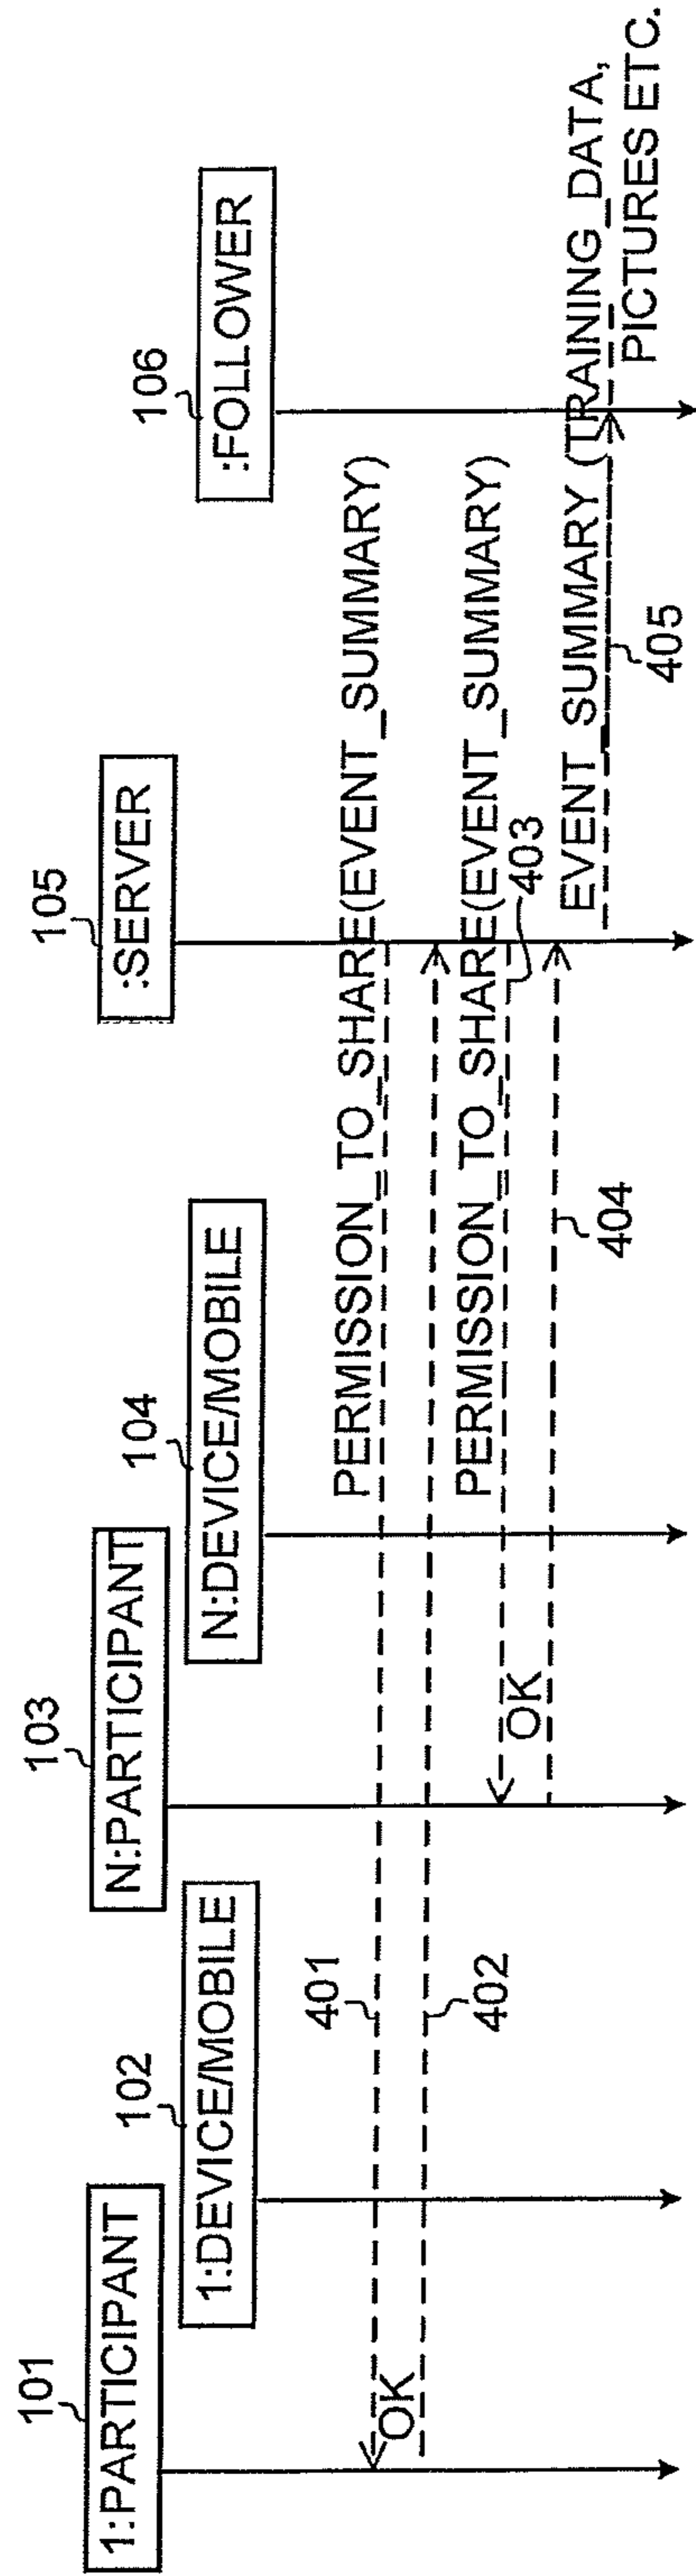 101
1:PARTICIPANT
102
1:DEVICE/MOBILE
103
N:PARTICIPANT
104
N:DEVICE/MOBILE
105
:SERVER
106
:FOLLOWER
PERMISSION_TO_SHARE(EVENT_SUMMARY)
401
OK
402
PERMISSION_TO_SHARE(EVENT_SUMMARY)
403
OK
404
EVENT_SUMMARY (TRAINING_DATA,
PICTURES ETC.
405